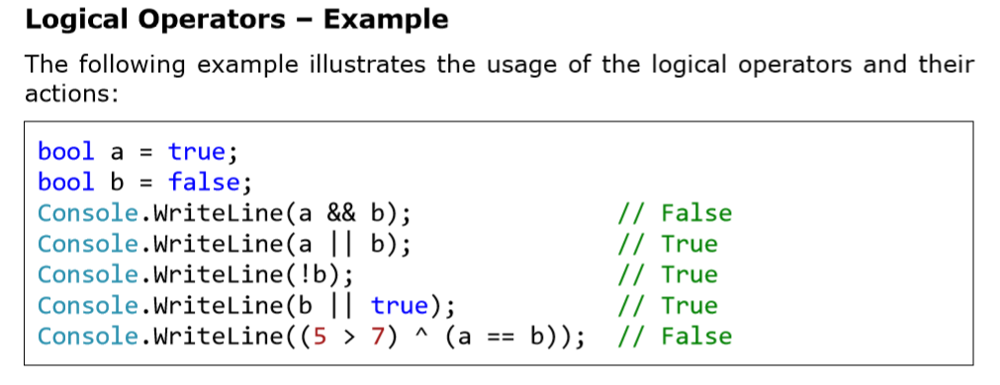 Logical Operators – Example
The following example illustrates the usage of the logical operators and their
actions:
bool a = true;
bool b = false;
Console.WriteLine(a && b); // False
Console.WriteLine(a || b); // True
Console.WriteLine(!b); // True
Console.WriteLine(b || true); // True
Console.WriteLine((5 > 7) ^ (a == b)); // False